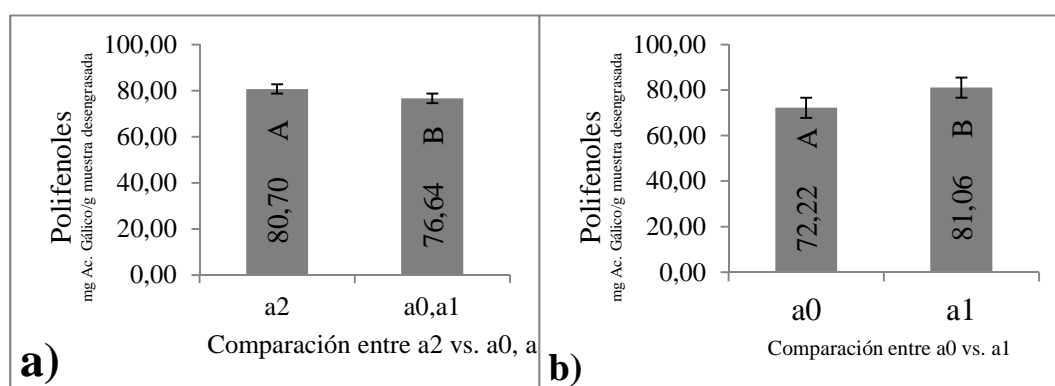 Polifenoles
mg Ac. Gálico/g muestra desengrasada
100,00
80,00
60,00
40,00
20,00
0,00
80,70 A
76,64 B
a2
a0,a1
Comparación entre a2 vs. a0, a
a)
Polifenoles
mg Ac. Gálico/g muestra desengrasada
100,00
80,00
60,00
40,00
20,00
0,00
72,22 A
81,06 B
a0
a1
Comparación entre a0 vs. a1
b)